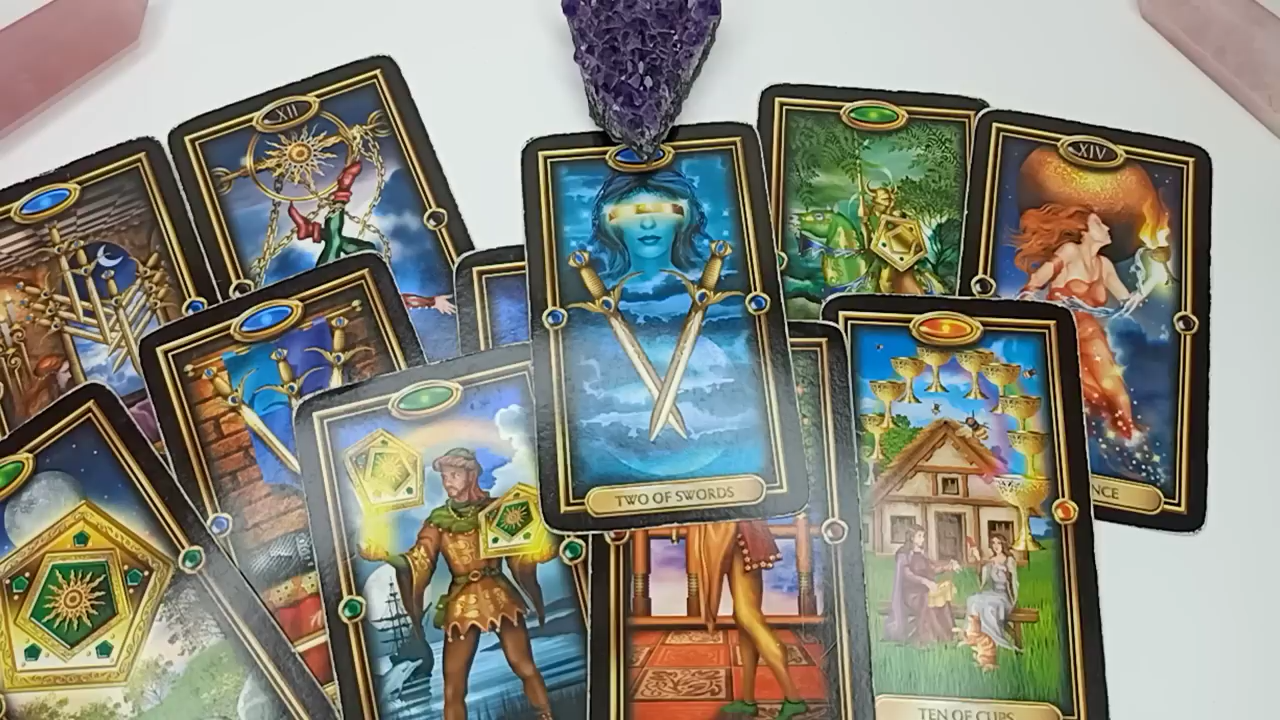 XII
XIV
TWO OF SWORDS
NCE
TEN OF CUPS